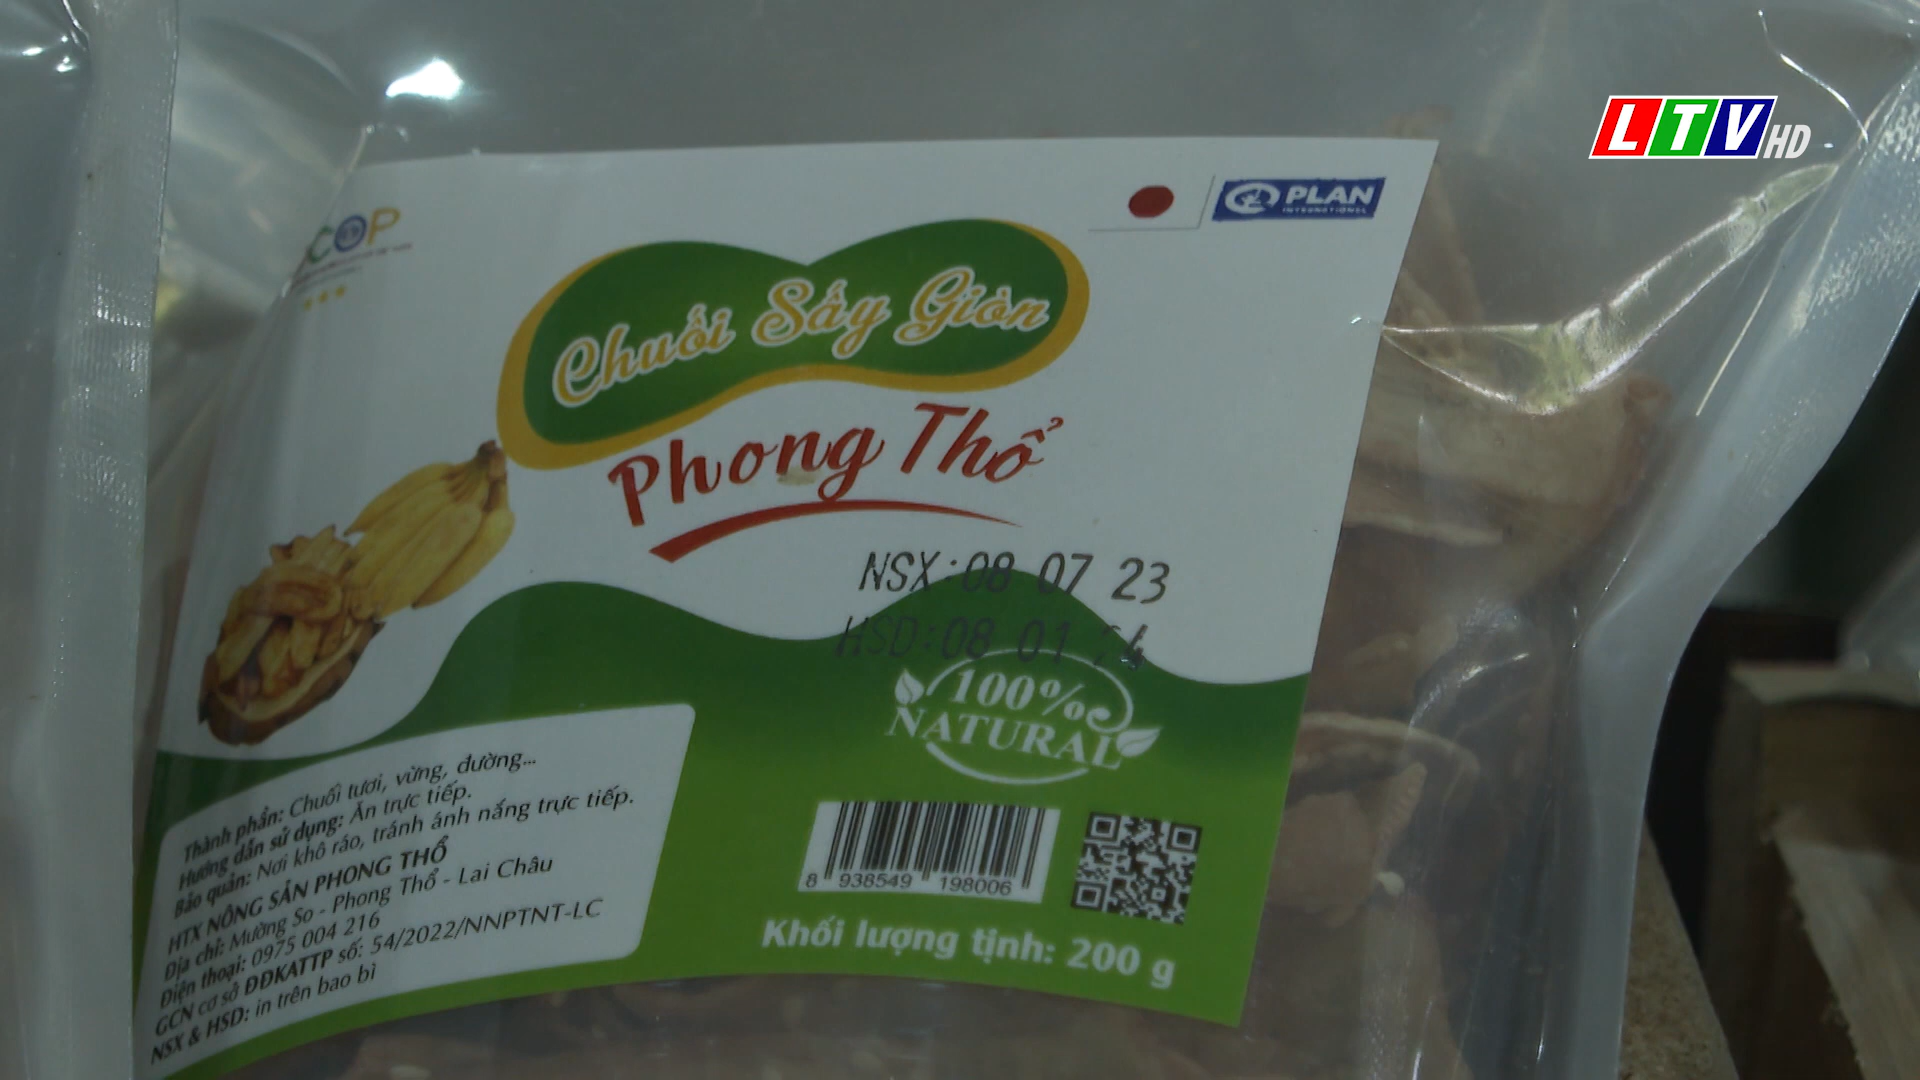 LTV HD
COP
PLAN
INTERNATIONAL
Chuối Sấy Giòn
Phong Thổ
NSX: 08 07 23
HSD: 08 01 24
100%
NATURAL
Thành phần: Chuối tươi, vừng, đường...
Hướng dẫn sử dụng: Ăn trực tiếp.
Bảo quản: Nơi khô ráo, tránh ánh nắng trực tiếp.
HTX NÔNG SẢN PHONG THỔ
Địa chỉ: Mường So - Phong Thổ - Lai Châu
Điện thoại: 0975 004 216
GCN cơ sở ĐĐKATTP số: 54/2022/NNPTNT-LC
NSX & HSD: in trên bao bì
8 938549 198006
Khối lượng tịnh: 200 g